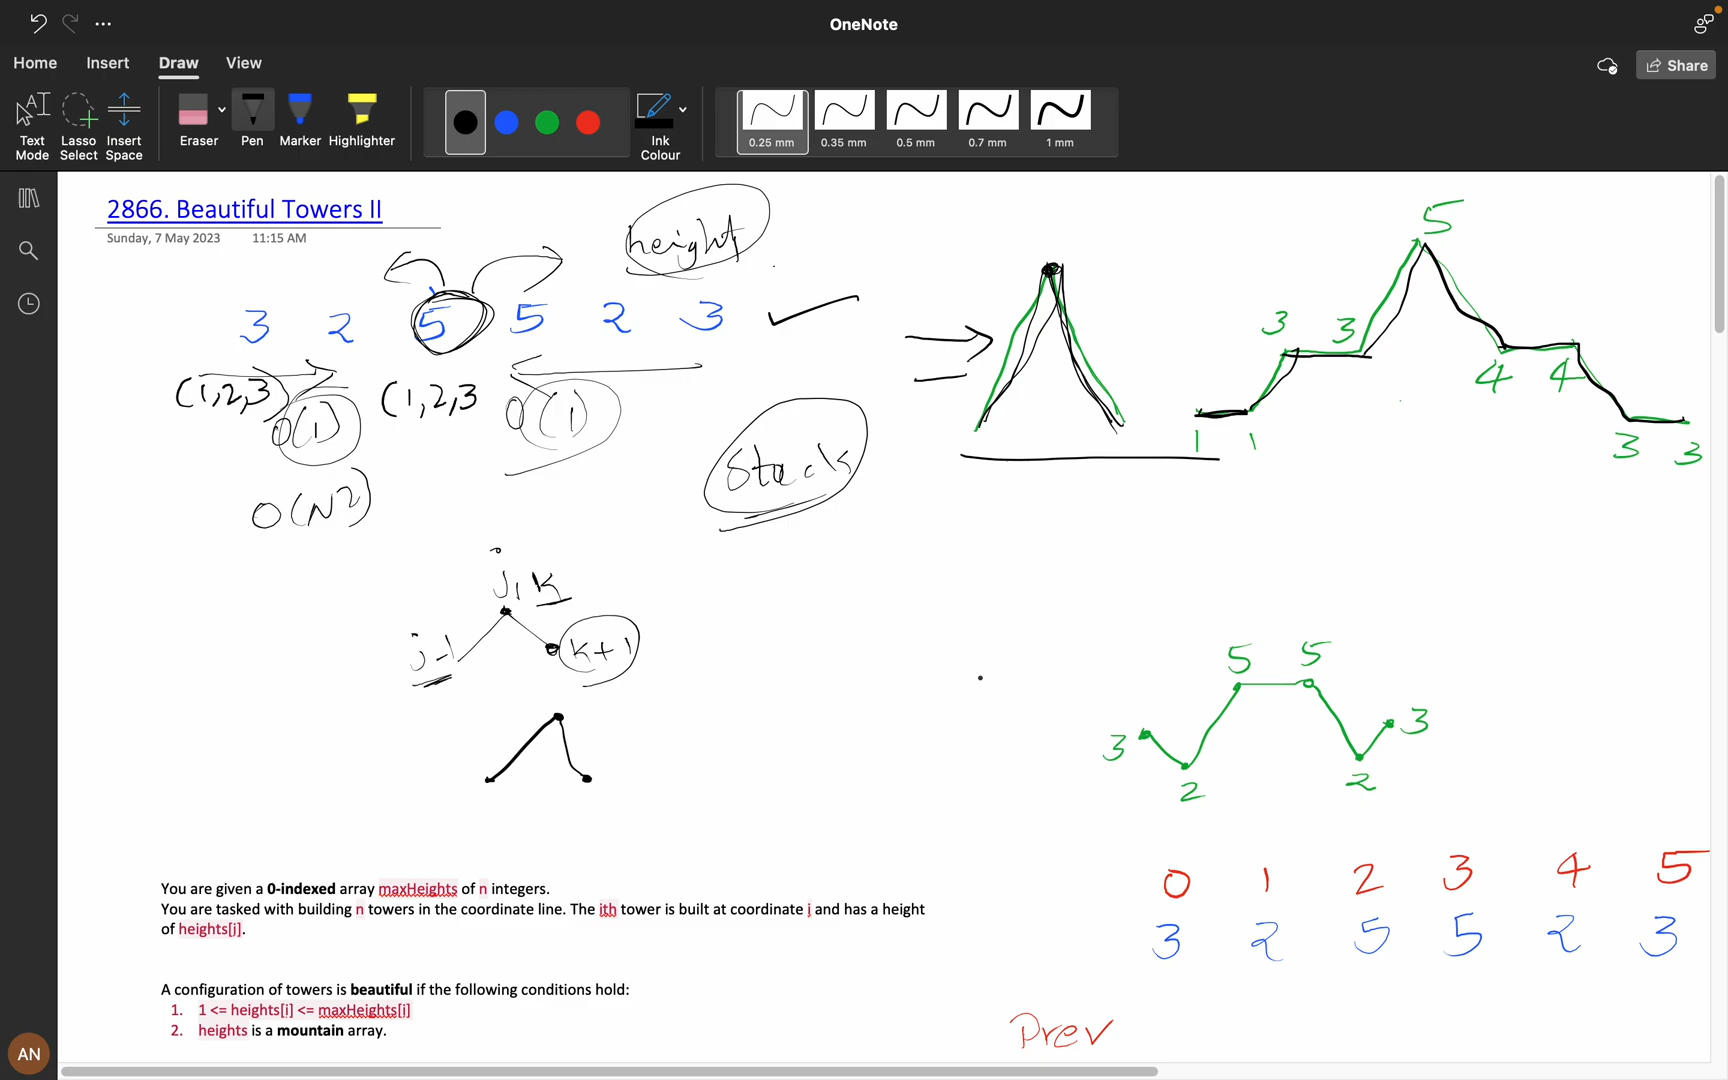 OneNote
Home Insert Draw View
Share
Text Mode
Lasso Select
Insert Space
Eraser
Pen
Marker
Highlighter
Ink Colour
0.25 mm
0.35 mm
0.5 mm
0.7 mm
1 mm
2866. Beautiful Towers II
Sunday, 7 May 2023 11:15 AM
height
3 2 5 5 2 3
(1,2,3) (1,2,3
O(1) O(1)
O(N2)
Stack
5
3 3
4 4
1 1
3 3
j, k
j-1 k+1
5 5
3 3
2 2
0 1 2 3 4 5
3 2 5 5 2 3
Prev
You are given a 0-indexed array maxHeights of n integers.
You are tasked with building n towers in the coordinate line. The ith tower is built at coordinate i and has a height
of heights[i].
A configuration of towers is beautiful if the following conditions hold:
1. 1 <= heights[i] <= maxHeights[i]
2. heights is a mountain array.
AN